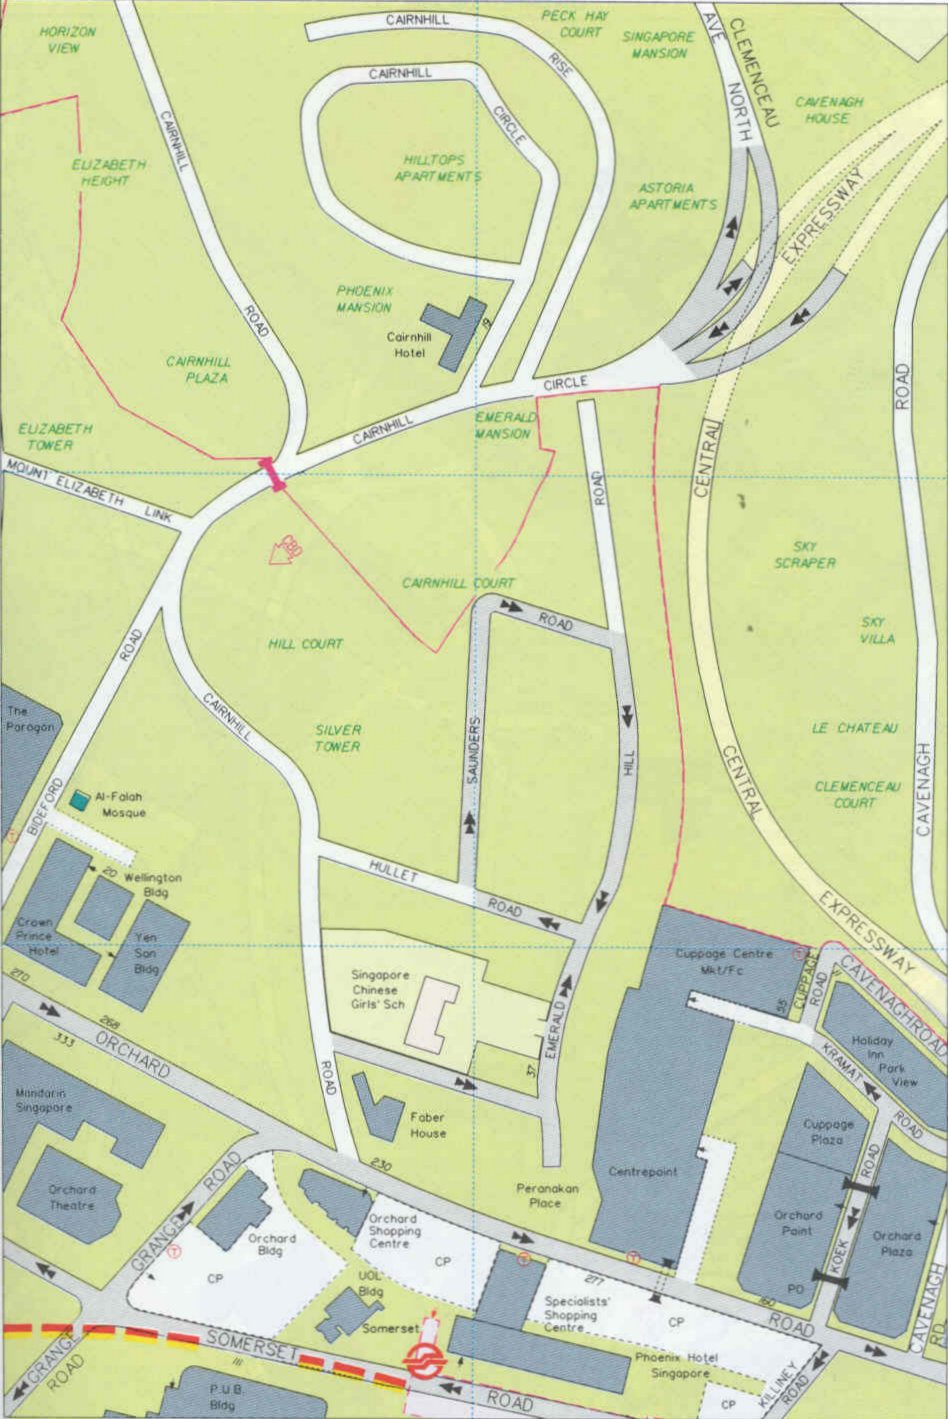 HORIZON
VIEW
CAIRNHILL
RISE
PECK HAY
COURT
SINGAPORE
MANSION
AVE
NORTH
CLEMENCEAU
CAVENAGH
HOUSE
CAIRNHILL
CIRCLE
CAIRNHILL
ROAD
ELIZABETH
HEIGHT
HILLTOPS
APARTMENTS
ASTORIA
APARTMENTS
EXPRESSWAY
PHOENIX
MANSION
Cairnhill
Hotel
19
CAIRNHILL
PLAZA
CIRCLE
CAIRNHILL
EMERALD
MANSION
ROAD
ELIZABETH
TOWER
MOUNT ELIZABETH
LINK
CENTRAL
ROAD
CBD
SKY
SCRAPER
CAIRNHILL COURT
ROAD
SKY
VILLA
HILL COURT
ROAD
CAIRNHILL
SILVER
TOWER
SAUNDERS
HILL
The
Paragon
LE CHATEAU
CENTRAL
CLEMENCEAU
COURT
CAVENAGH
BIDEFORD
Al-Falah
Mosque
HULLET
ROAD
20
Wellington
Bldg
EXPRESSWAY
Crown
Prince
Hotel
Yen
San
Bldg
Cuppage Centre
Mkt/Fc
T
CUPPAGE
ROAD
CAVENAGH ROAD
Singapore
Chinese
Girls' Sch
270
268
333
ORCHARD
55
EMERALD
37
ROAD
KRAMAT
ROAD
Holiday
Inn
Park
View
Mandarin
Singapore
Faber
House
Cuppage
Plaza
230
ROAD
Centrepoint
Orchard
Theatre
GRANGE
ROAD
Peranakan
Place
Orchard
Bldg
Orchard
Shopping
Centre
Orchard
Point
KOEK
Orchard
Plaza
T
CP
CP
T
T
277
160
PO
UOL
Bldg
Specialists'
Shopping
Centre
CP
ROAD
CAVENAGH
RD
Somerset
SOMERSET
111
GRANGE
ROAD
Phoenix Hotel
Singapore
P.U.B.
Bldg
ROAD
CP
KILLINEY
ROAD